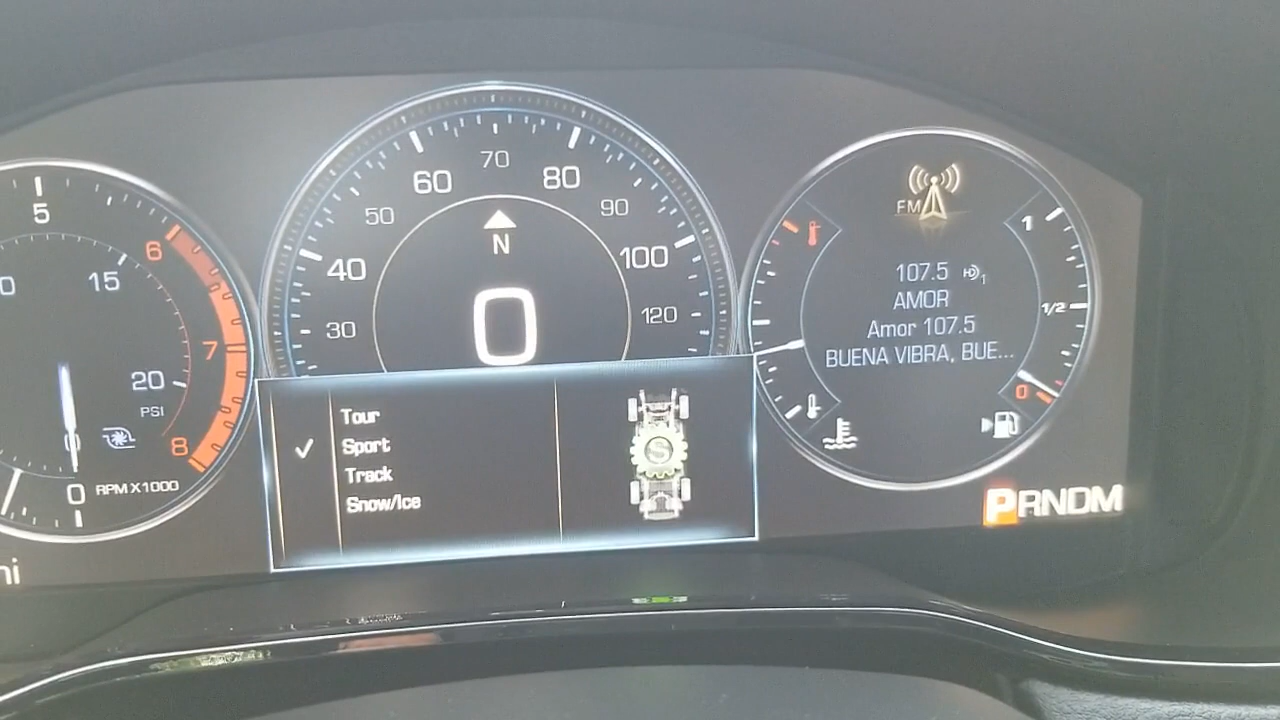 5
6
7
8
15
20
PSI
0
0
RPM X1000
30
40
50
60
70
80
90
100
120
N
0
Tour
Sport
Track
Snow/Ice
S
FM
107.5 HD1
AMOR
Amor 107.5
BUENA VIBRA, BUE...
1
1/2
0
PRNDM